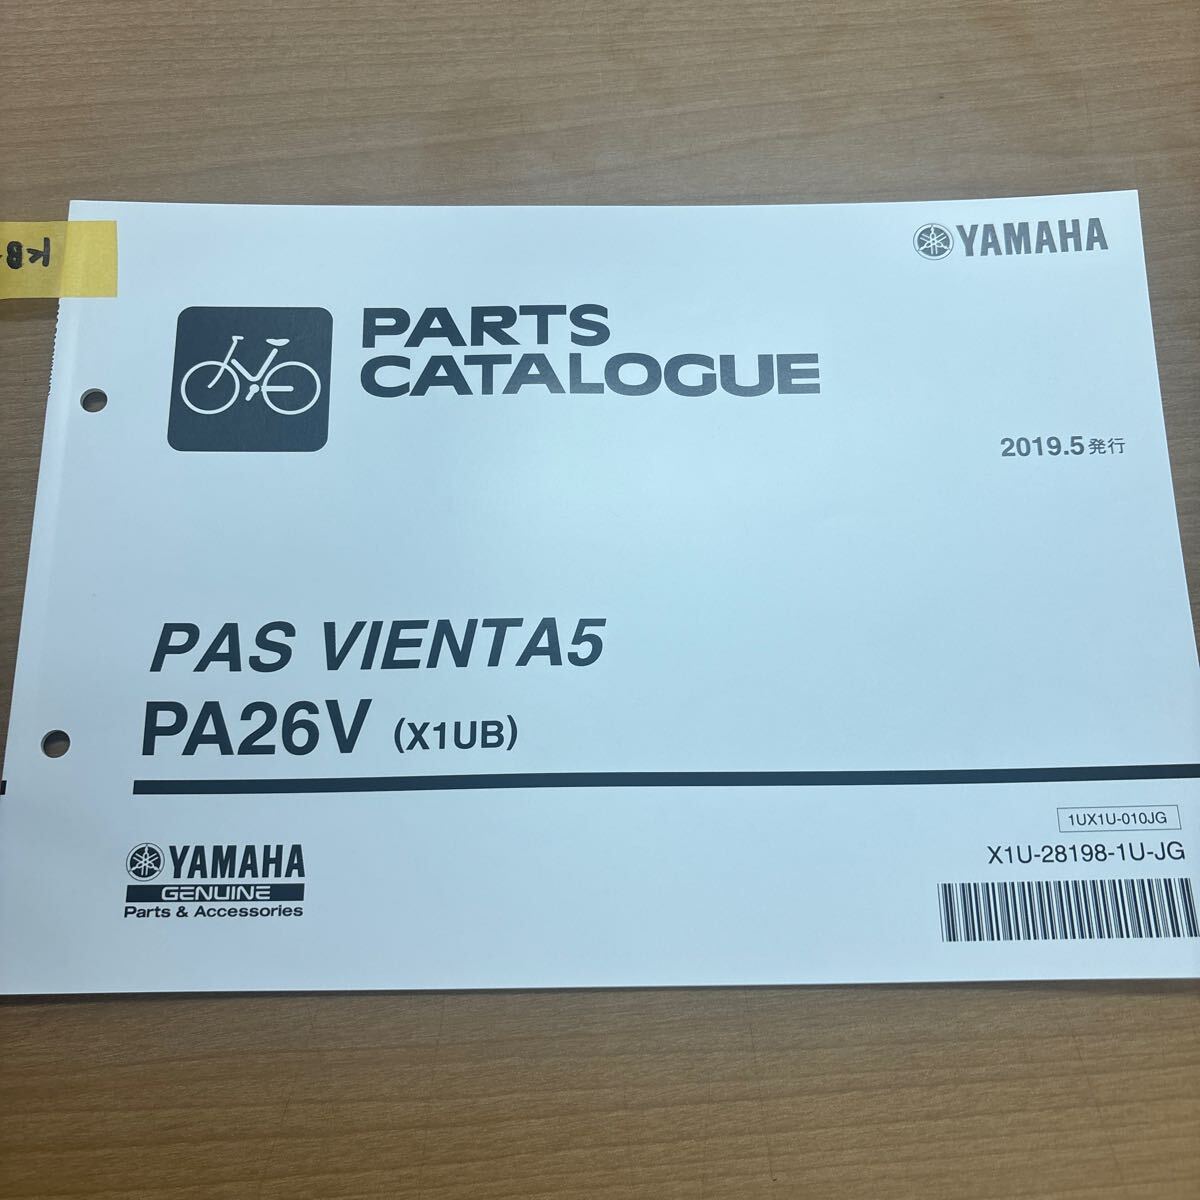 YAMAHA
PARTS
CATALOGUE
2019.5発行
PAS VIENTA5
PA26V (X1UB)
1UX1U-010JG
X1U-28198-1U-JG
YAMAHA
GENUINE
Parts & Accessories